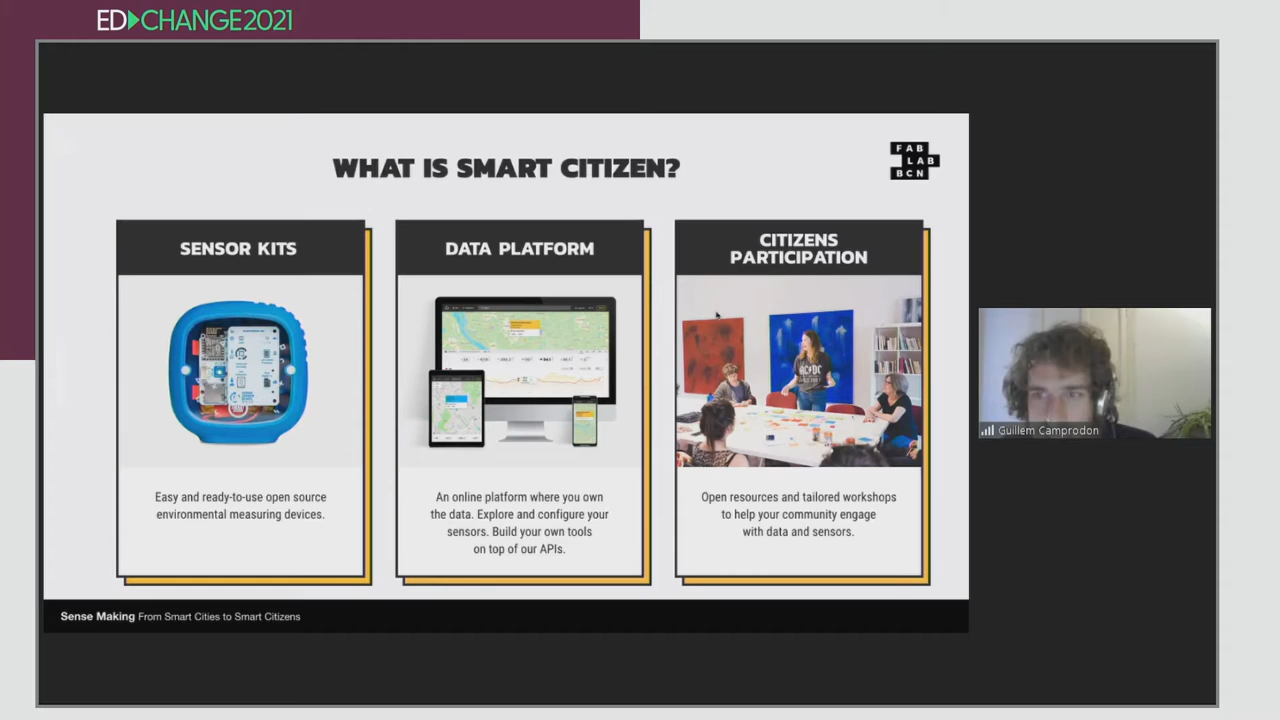 ED CHANGE2021
WHAT IS SMART CITIZEN?
FAB
LAB
BCN
SENSOR KITS
DATA PLATFORM
CITIZENS
PARTICIPATION
AC DC
Easy and ready-to-use open source
environmental measuring devices.
An online platform where you own
the data. Explore and configure your
sensors. Build your own tools
on top of our APIs.
Open resources and tailored workshops
to help your community engage
with data and sensors.
Guillem Camprodon
Sense Making From Smart Cities to Smart Citizens